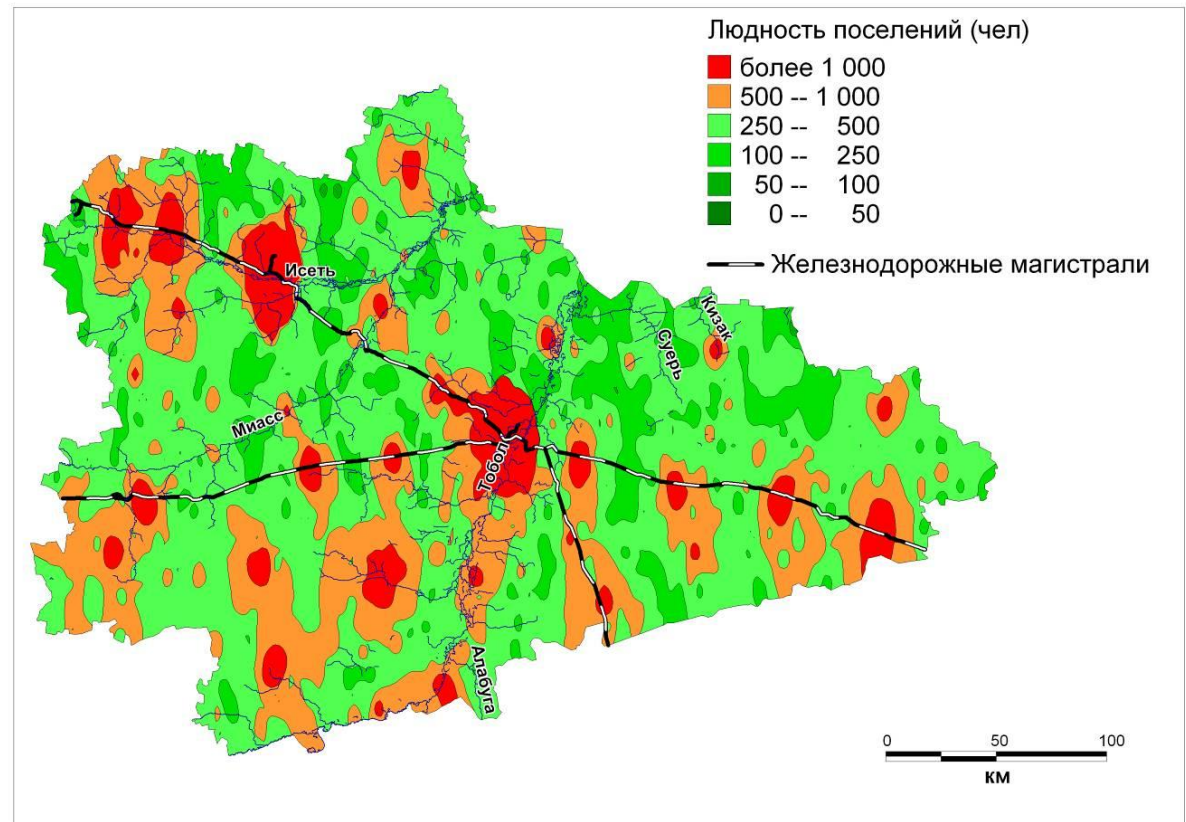 Людность поселений (чел)
более 1 000
500 -- 1 000
250 -- 500
100 -- 250
50 -- 100
0 -- 50
Железнодорожные магистрали
Исеть
Кизак
Суерь
Миасс
Тобол
Алабуга
0 50 100
км